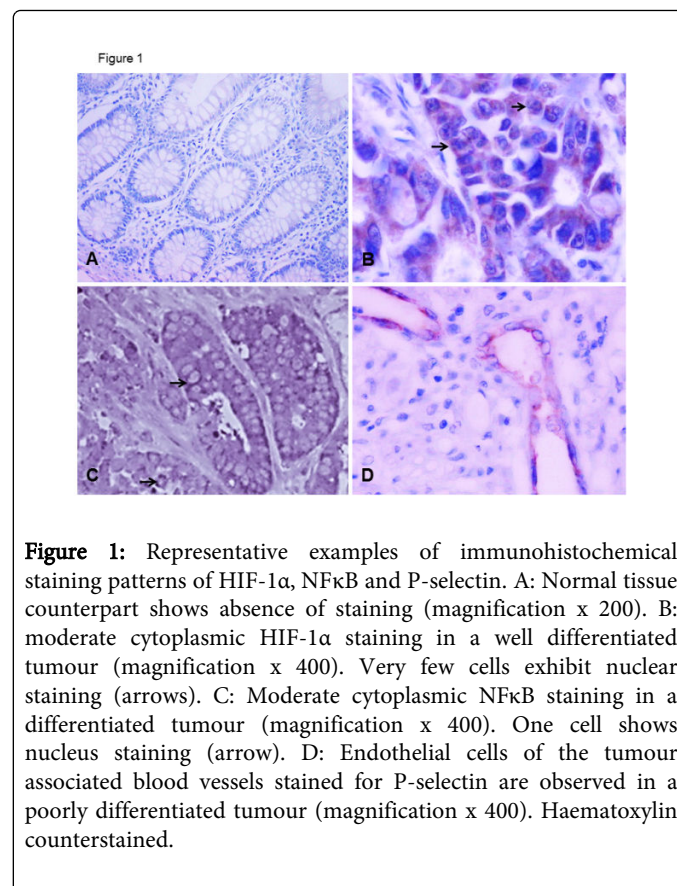 Figure 1
A
B
C
D
Figure 1: Representative examples of immunohistochemical
staining patterns of HIF-1α, NFκB and P-selectin. A: Normal tissue
counterpart shows absence of staining (magnification x 200). B:
moderate cytoplasmic HIF-1α staining in a well differentiated
tumour (magnification x 400). Very few cells exhibit nuclear
staining (arrows). C: Moderate cytoplasmic NFκB staining in a
differentiated tumour (magnification x 400). One cell shows
nucleus staining (arrow). D: Endothelial cells of the tumour
associated blood vessels stained for P-selectin are observed in a
poorly differentiated tumour (magnification x 400). Haematoxylin
counterstained.